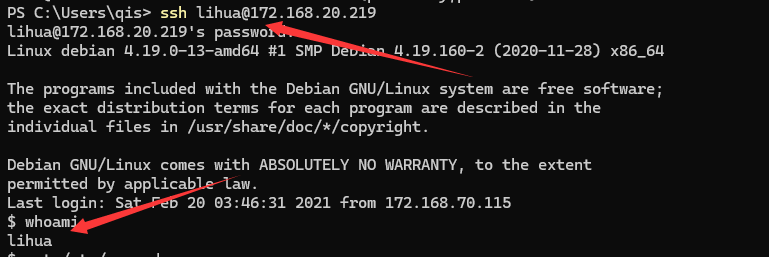 PS C:\Users\qis> ssh lihua@172.168.20.219
lihua@172.168.20.219's password:
Linux debian 4.19.0-13-amd64 #1 SMP Debian 4.19.160-2 (2020-11-28) x86_64
The programs included with the Debian GNU/Linux system are free software;
the exact distribution terms for each program are described in the
individual files in /usr/share/doc/*/copyright.
Debian GNU/Linux comes with ABSOLUTELY NO WARRANTY, to the extent
permitted by applicable law.
Last login: Sat Feb 20 03:46:31 2021 from 172.168.70.115
$ whoami
lihua